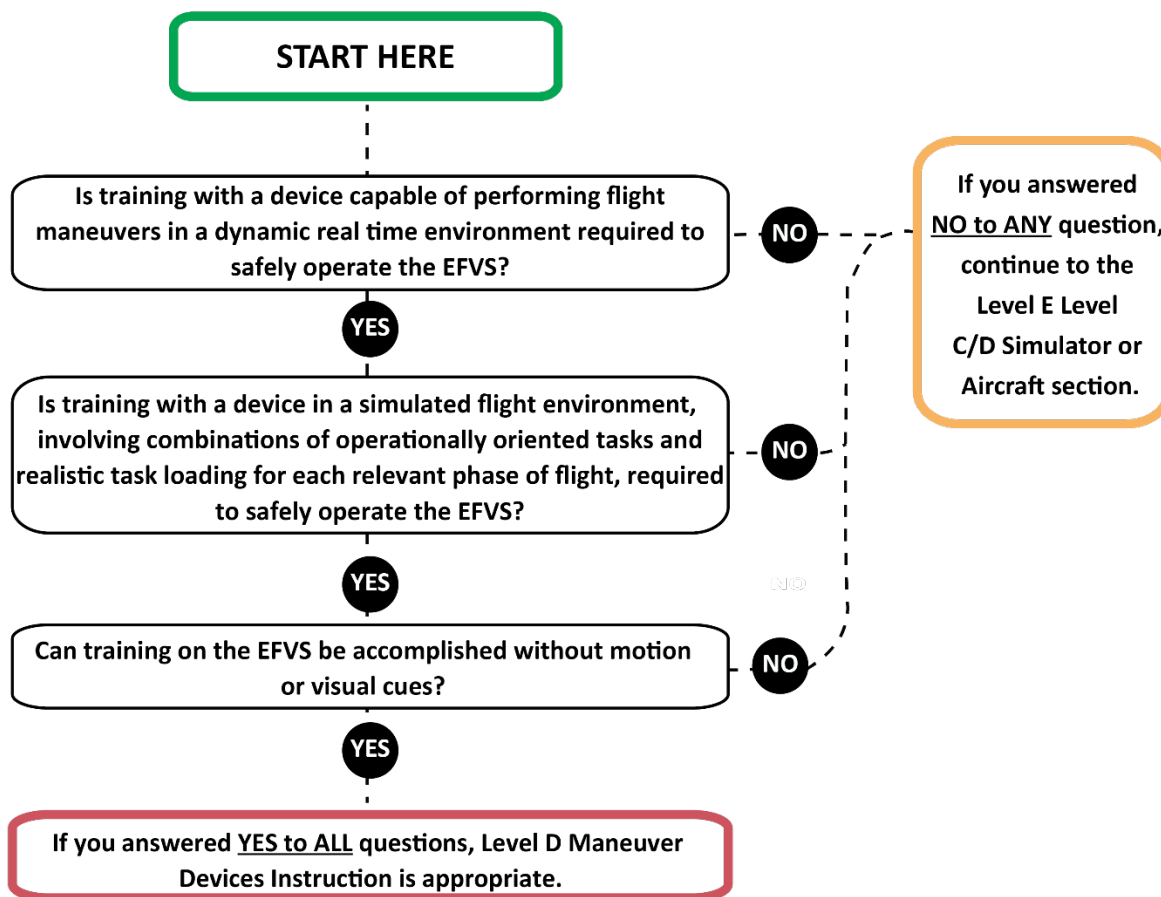 START HERE
Is training with a device capable of performing flight
maneuvers in a dynamic real time environment required to
safely operate the EFVS?
NO
If you answered
NO to ANY question,
continue to the
Level E Level
C/D Simulator or
Aircraft section.
YES
Is training with a device in a simulated flight environment,
involving combinations of operationally oriented tasks and
realistic task loading for each relevant phase of flight, required
to safely operate the EFVS?
NO
YES
NO
Can training on the EFVS be accomplished without motion
or visual cues?
NO
YES
If you answered YES to ALL questions, Level D Maneuver
Devices Instruction is appropriate.